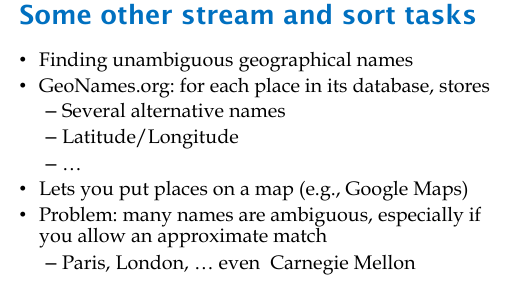 Some other stream and sort tasks
• Finding unambiguous geographical names
• GeoNames.org: for each place in its database, stores
– Several alternative names
– Latitude/Longitude
– …
• Lets you put places on a map (e.g., Google Maps)
• Problem: many names are ambiguous, especially if
you allow an approximate match
– Paris, London, … even Carnegie Mellon